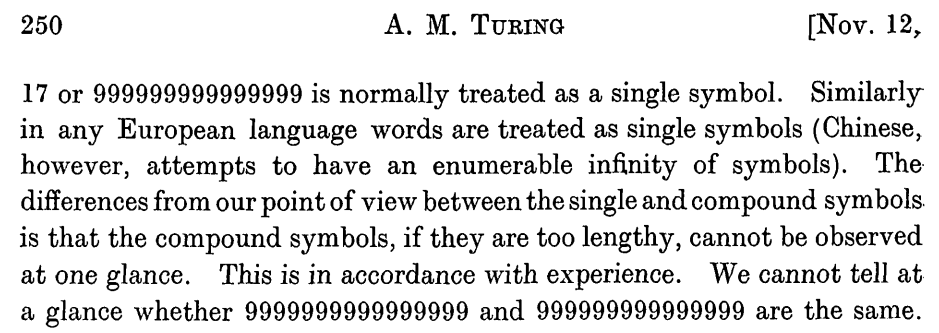 250 A. M. TURING [Nov. 12,
17 or 999999999999999 is normally treated as a single symbol. Similarly
in any European language words are treated as single symbols (Chinese,
however, attempts to have an enumerable infinity of symbols). The
differences from our point of view between the single and compound symbols
is that the compound symbols, if they are too lengthy, cannot be observed
at one glance. This is in accordance with experience. We cannot tell at
a glance whether 9999999999999999 and 999999999999999 are the same.